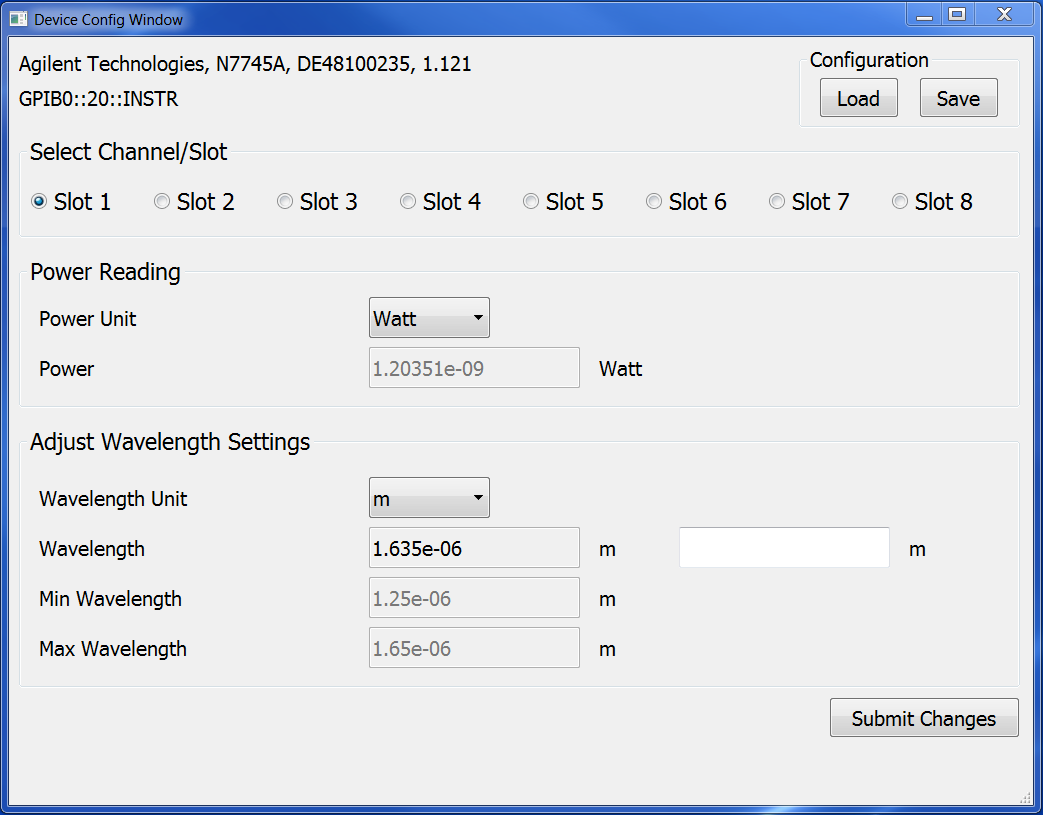 Device Config Window
Agilent Technologies, N7745A, DE48100235, 1.121
GPIB0::20::INSTR
Configuration
Load Save
Select Channel/Slot
Slot 1 Slot 2 Slot 3 Slot 4 Slot 5 Slot 6 Slot 7 Slot 8
Power Reading
Power Unit Watt
Power 1.20351e-09 Watt
Adjust Wavelength Settings
Wavelength Unit m
Wavelength 1.635e-06 m m
Min Wavelength 1.25e-06 m
Max Wavelength 1.65e-06 m
Submit Changes